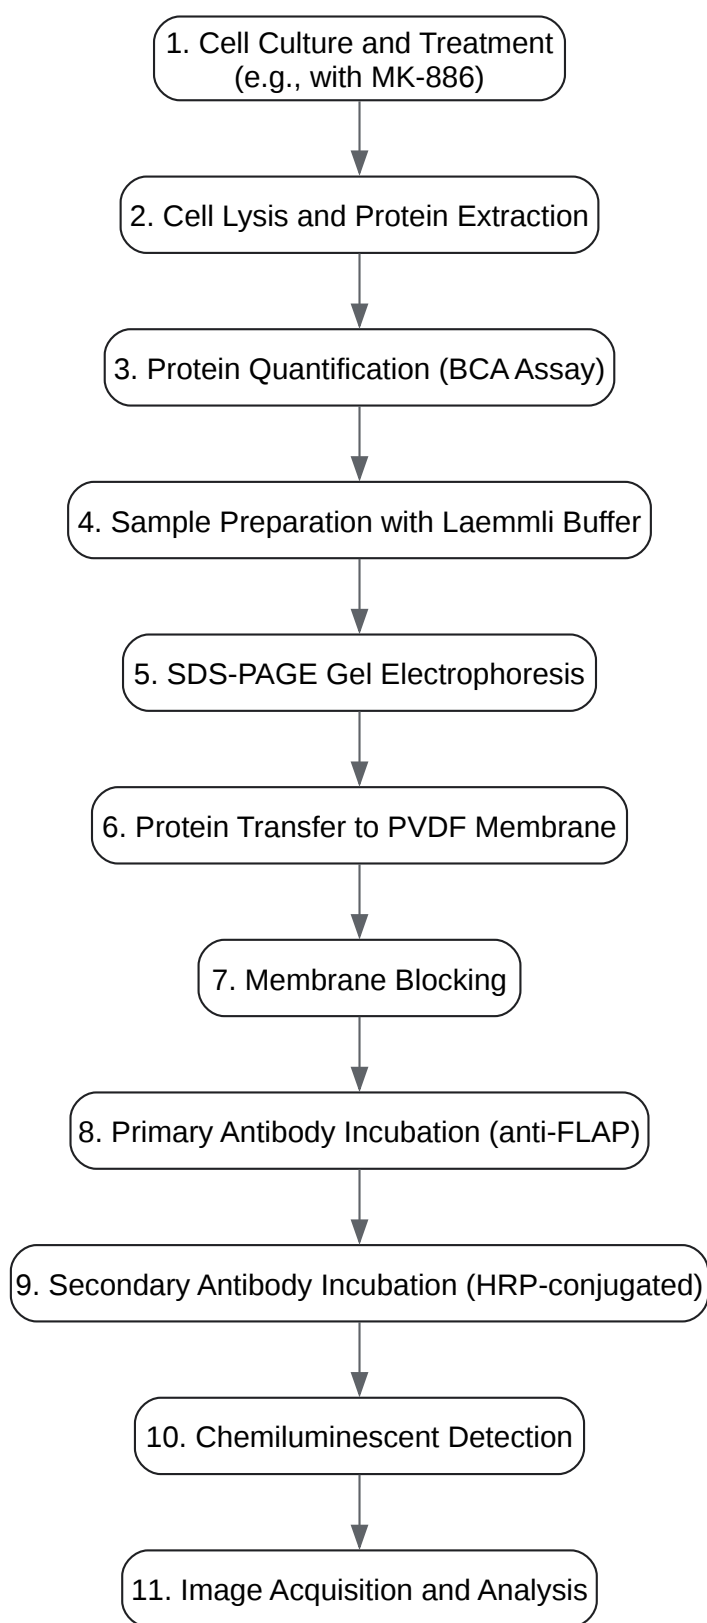 1. Cell Culture and Treatment
(e.g., with MK-886)
2. Cell Lysis and Protein Extraction
3. Protein Quantification (BCA Assay)
4. Sample Preparation with Laemmli Buffer
5. SDS-PAGE Gel Electrophoresis
6. Protein Transfer to PVDF Membrane
7. Membrane Blocking
8. Primary Antibody Incubation (anti-FLAP)
9. Secondary Antibody Incubation (HRP-conjugated)
10. Chemiluminescent Detection
11. Image Acquisition and Analysis